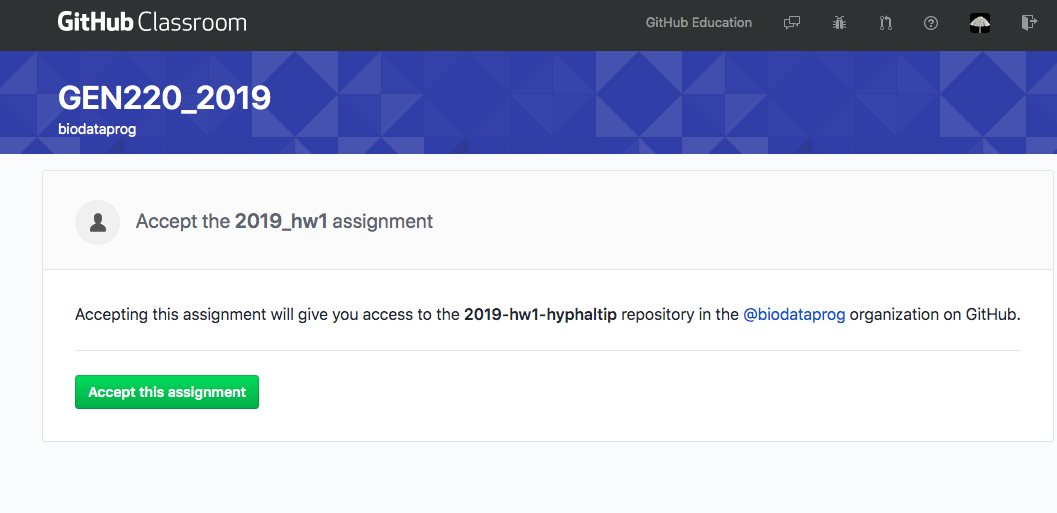 GitHub Classroom
GitHub Education
GEN220_2019
biodataprog
Accept the 2019_hw1 assignment
Accepting this assignment will give you access to the 2019-hw1-hyphaltip repository in the @biodataprog organization on GitHub.
Accept this assignment